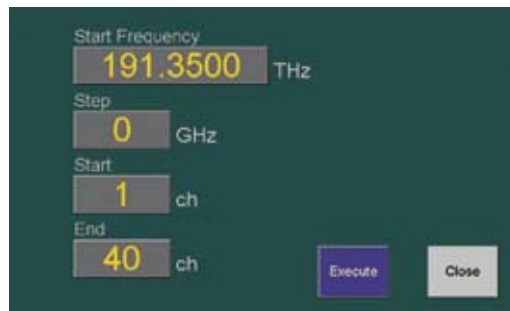 Start Frequency
191.3500 THz
Step
0 GHz
Start
1 ch
End
40 ch
Execute Close